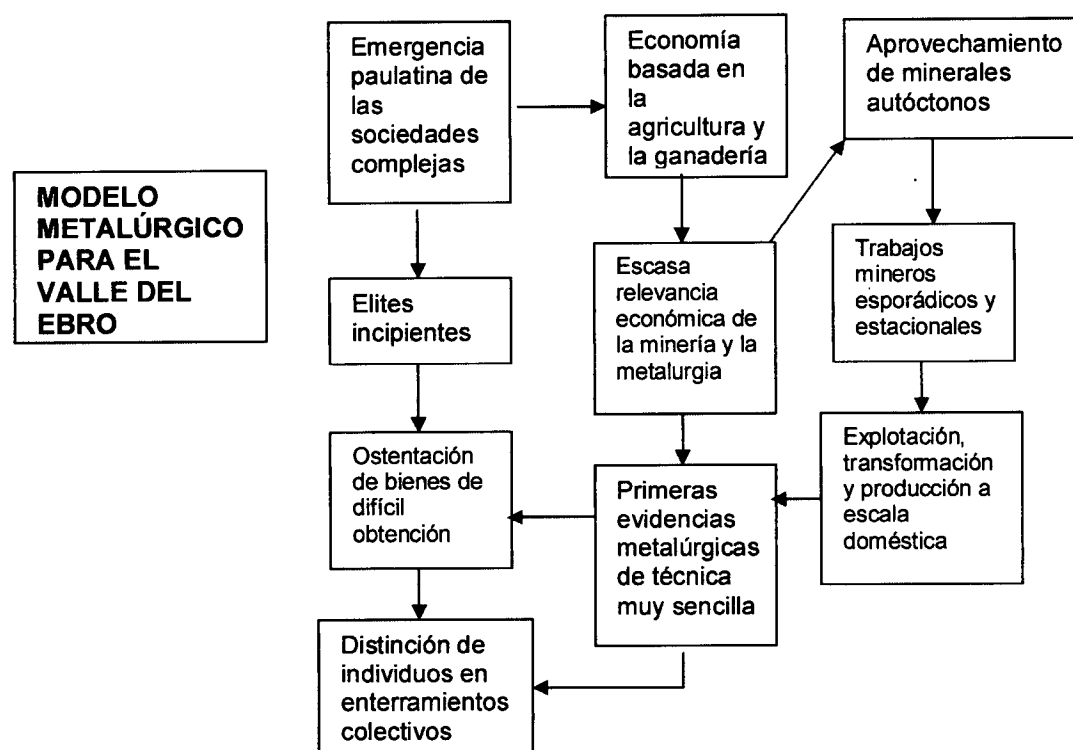 MODELO
METALÚRGICO
PARA EL
VALLE DEL
EBRO
Emergencia
paulatina de
las
sociedades
complejas
Economía
basada en
la
agricultura y
la ganadería
Aprovechamiento
de minerales
autóctonos
Elites
incipientes
Escasa
relevancia
económica de
la minería y la
metalurgia
Trabajos
mineros
esporádicos y
estacionales
Ostentación
de bienes de
difícil
obtención
Primeras
evidencias
metalúrgicas
de técnica
muy sencilla
Explotación,
transformación
y producción a
escala
doméstica
Distinción de
individuos en
enterramientos
colectivos